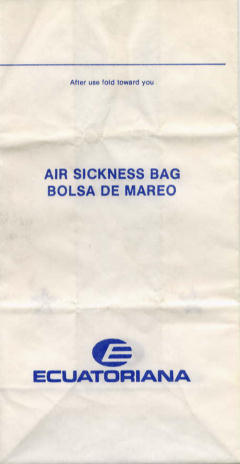 After use fold toward you
AIR SICKNESS BAG
BOLSA DE MAREO
ECUATORIANA